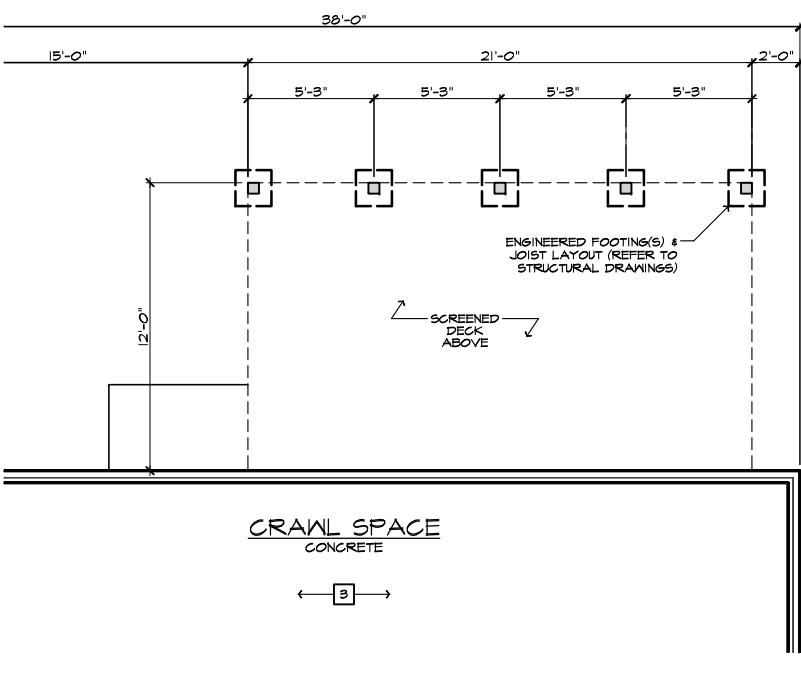 38'-0"
15'-0"
21'-0"
2'-0"
5'-3"
5'-3"
5'-3"
5'-3"
ENGINEERED FOOTING(S) &
JOIST LAYOUT (REFER TO
STRUCTURAL DRAWINGS)
12'-0"
SCREENED
DECK
ABOVE
CRAWL SPACE
CONCRETE
3